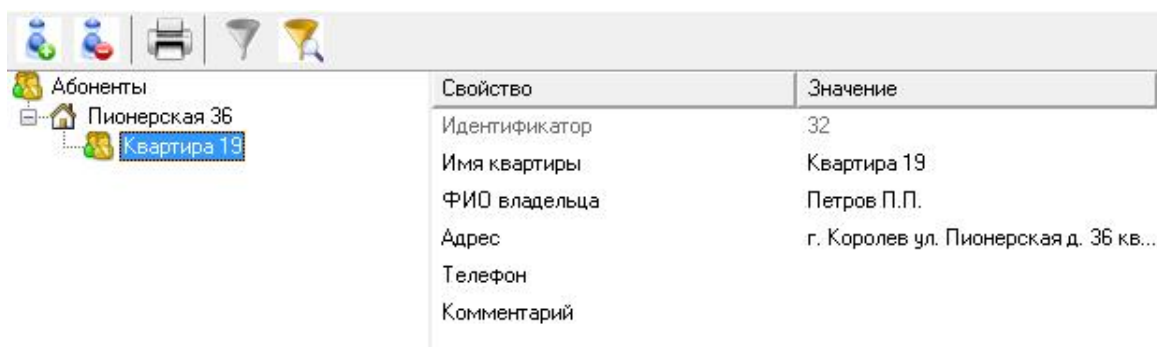 Абоненты
Пионерская 36
Квартира 19
Свойство Значение
Идентификатор 32
Имя квартиры Квартира 19
ФИО владельца Петров П.П.
Адрес г. Королев ул. Пионерская д. 36 кв...
Телефон
Комментарий